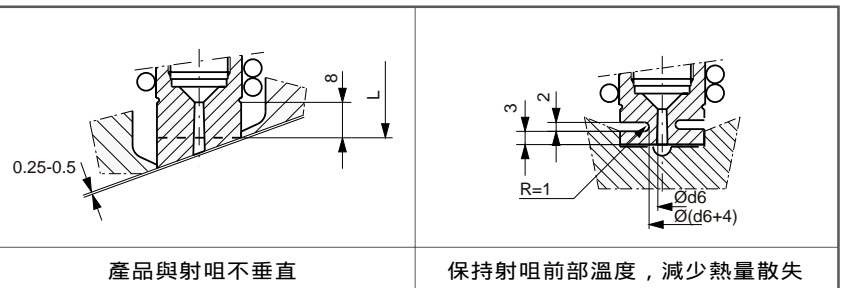 8
L
0.25-0.5
產品與射咀不垂直
3
2
R=1
Ød6
Ø(d6+4)
保持射咀前部溫度，減少熱量散失